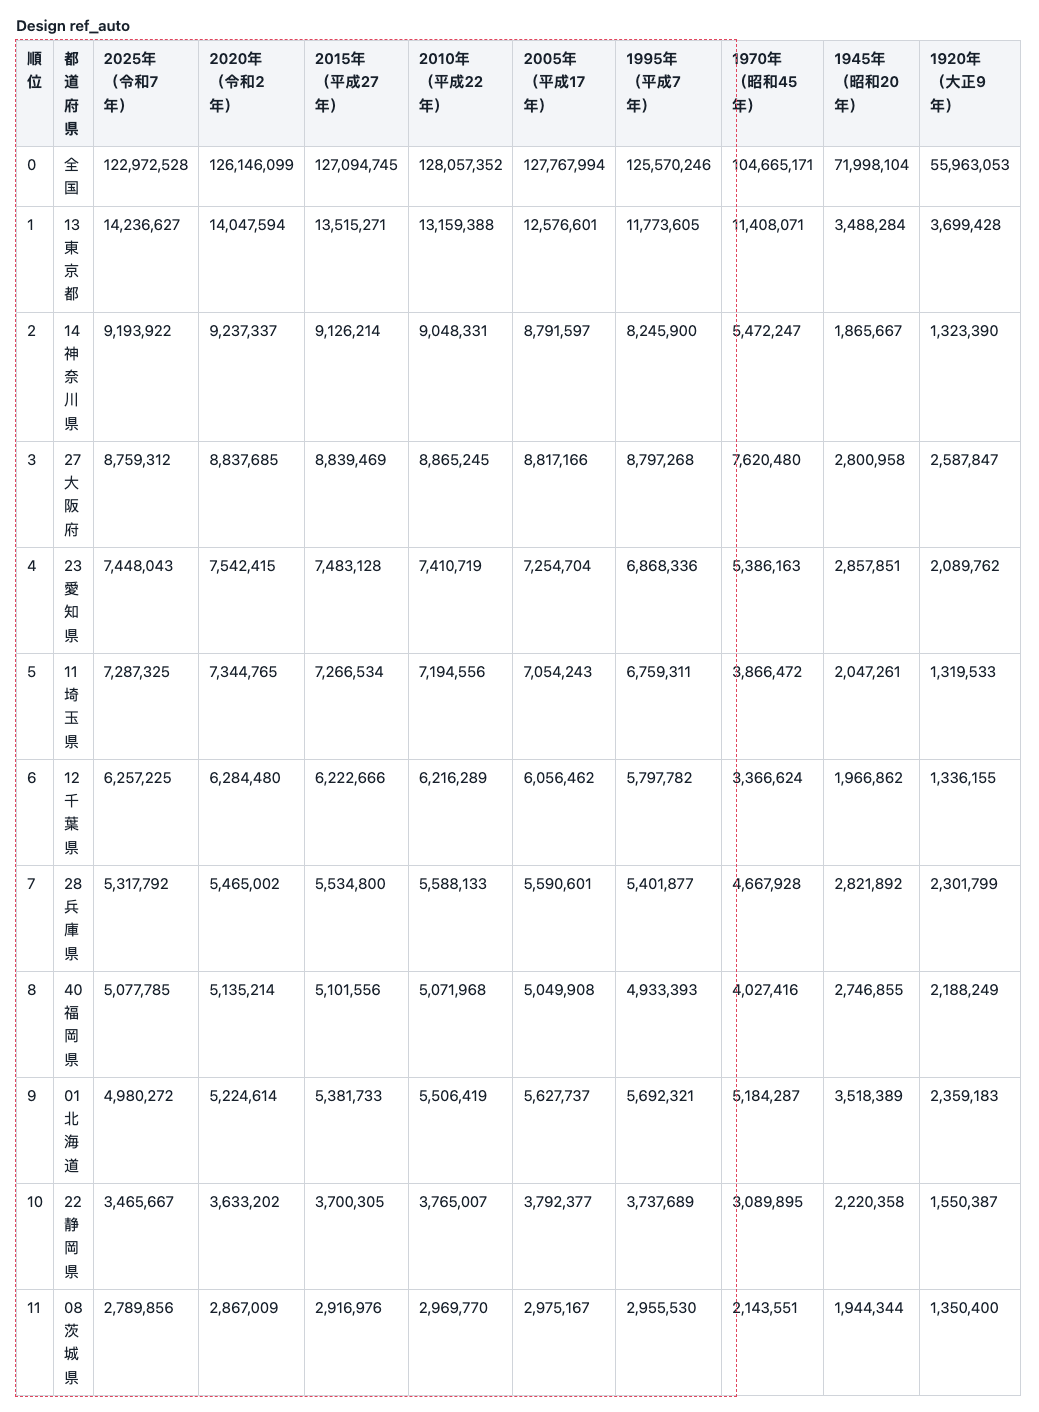 Design ref_auto
順位 都道府県 2025年（令和7年） 2020年（令和2年） 2015年（平成27年） 2010年（平成22年） 2005年（平成17年） 1995年（平成7年） 1970年（昭和45年） 1945年（昭和20年） 1920年（大正9年）
0 全国 122,972,528 126,146,099 127,094,745 128,057,352 127,767,994 125,570,246 104,665,171 71,998,104 55,963,053
1 13東京都 14,236,627 14,047,594 13,515,271 13,159,388 12,576,601 11,773,605 11,408,071 3,488,284 3,699,428
2 14神奈川県 9,193,922 9,237,337 9,126,214 9,048,331 8,791,597 8,245,900 5,472,247 1,865,667 1,323,390
3 27大阪府 8,759,312 8,837,685 8,839,469 8,865,245 8,817,166 8,797,268 7,620,480 2,800,958 2,587,847
4 23愛知県 7,448,043 7,542,415 7,483,128 7,410,719 7,254,704 6,868,336 5,386,163 2,857,851 2,089,762
5 11埼玉県 7,287,325 7,344,765 7,266,534 7,194,556 7,054,243 6,759,311 3,866,472 2,047,261 1,319,533
6 12千葉県 6,257,225 6,284,480 6,222,666 6,216,289 6,056,462 5,797,782 3,366,624 1,966,862 1,336,155
7 28兵庫県 5,317,792 5,465,002 5,534,800 5,588,133 5,590,601 5,401,877 4,667,928 2,821,892 2,301,799
8 40福岡県 5,077,785 5,135,214 5,101,556 5,071,968 5,049,908 4,933,393 4,027,416 2,746,855 2,188,249
9 01北海道 4,980,272 5,224,614 5,381,733 5,506,419 5,627,737 5,692,321 5,184,287 3,518,389 2,359,183
10 22静岡県 3,465,667 3,633,202 3,700,305 3,765,007 3,792,377 3,737,689 3,089,895 2,220,358 1,550,387
11 08茨城県 2,789,856 2,867,009 2,916,976 2,969,770 2,975,167 2,955,530 2,143,551 1,944,344 1,350,400